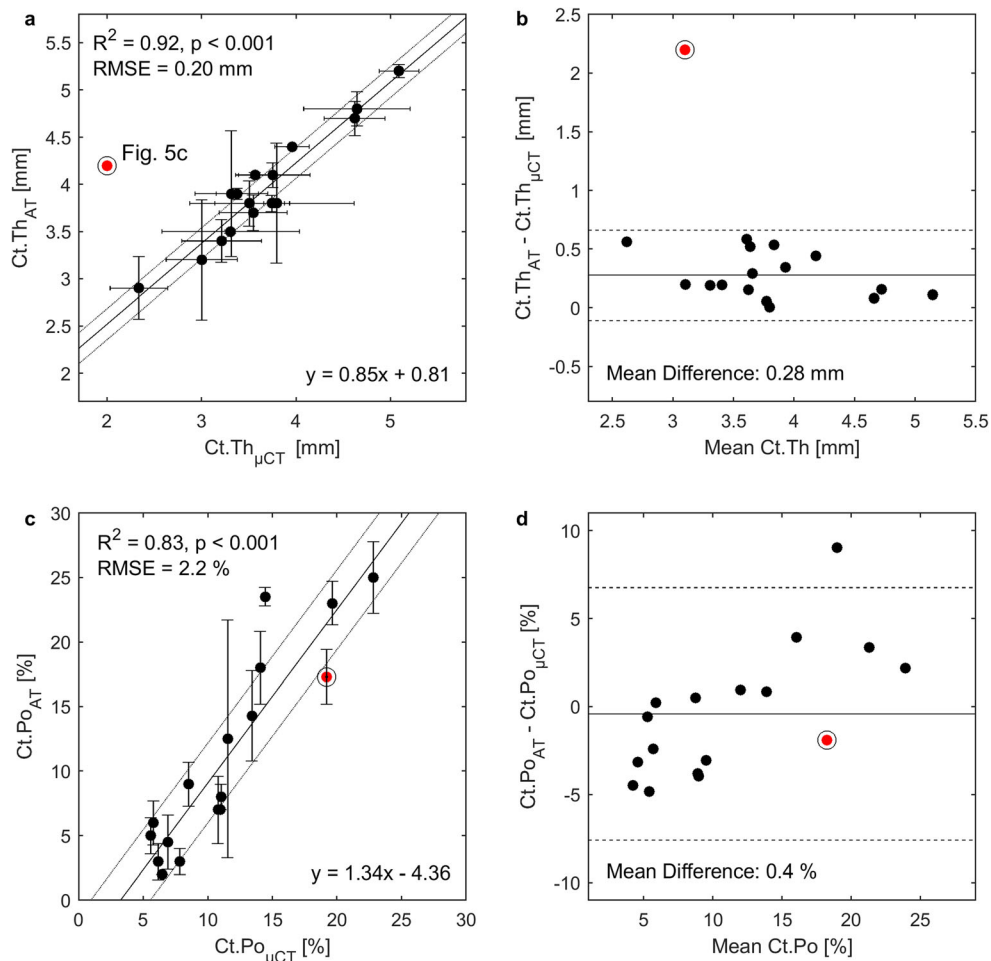 a
R² = 0.92, p < 0.001
RMSE = 0.20 mm
Fig. 5c
y = 0.85x + 0.81
5.5
5
4.5
4
3.5
3
2.5
2
2
3
4
5
Ct.Th_AT [mm]
Ct.Th_µCT [mm]
b
2.5
2
1.5
1
0.5
0
-0.5
Ct.Th_AT - Ct.Th_µCT [mm]
Mean Difference: 0.28 mm
2.5
3
3.5
4
4.5
5
5.5
Mean Ct.Th [mm]
c
R² = 0.83, p < 0.001
RMSE = 2.2 %
y = 1.34x - 4.36
30
25
20
15
10
5
0
0
5
10
15
20
25
30
Ct.Po_AT [%]
Ct.Po_µCT [%]
d
10
5
0
-5
-10
Ct.Po_AT - Ct.Po_µCT [%]
Mean Difference: 0.4 %
5
10
15
20
25
Mean Ct.Po [%]